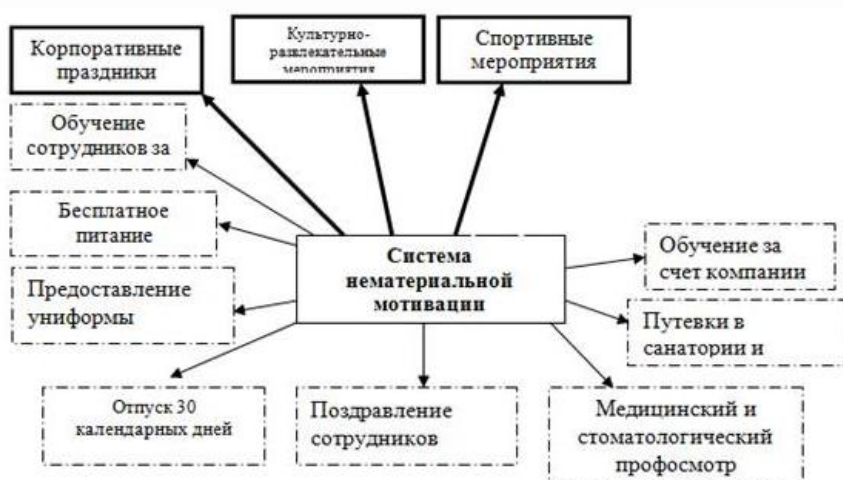 Корпоративные
праздники
Культурно-
развлекательные
мероприятия
Спортивные
мероприятия
Обучение
сотрудников за
Бесплатное
питание
Предоставление
униформы
Система
нематериальной
мотивации
Обучение за
счет компании
Путевки в
санатории и
Отпуск 30
календарных дней
Поздравление
сотрудников
Медицинский и
стоматологический
профосмотр